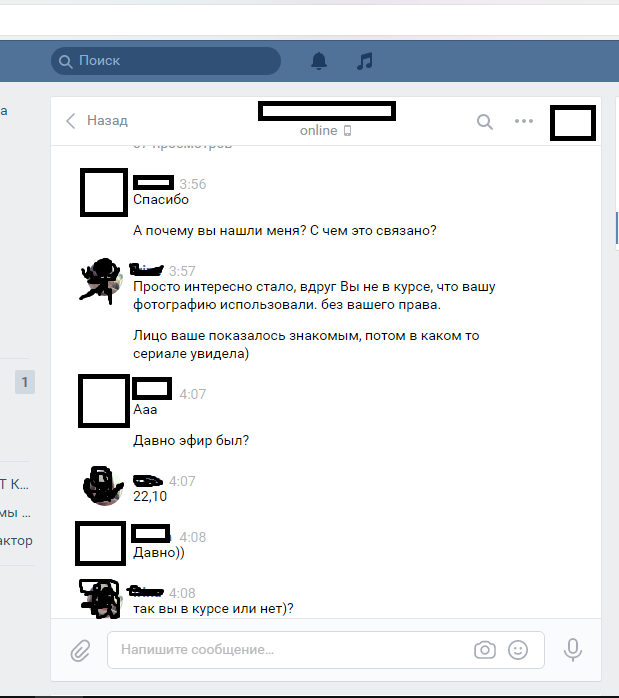 Поиск
а
Назад
online
3:56
Спасибо
А почему вы нашли меня? С чем это связано?
3:57
Просто интересно стало, вдруг Вы не в курсе, что вашу
фотографию использовали. без вашего права.
Лицо ваше показалось знакомым, потом в каком то
сериале увидела)
1
4:07
Ааа
Давно эфир был?
4:07
22,10
Т К...
мы ...
актор
4:08
Давно))
4:08
так вы в курсе или нет)?
Напишите сообщение...